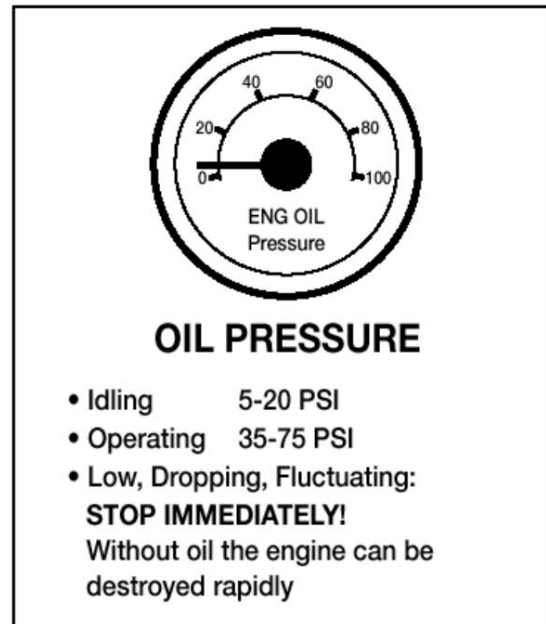 40 60
20 80
0 100
ENG OIL
Pressure
OIL PRESSURE
• Idling 5-20 PSI
• Operating 35-75 PSI
• Low, Dropping, Fluctuating:
STOP IMMEDIATELY!
Without oil the engine can be
destroyed rapidly